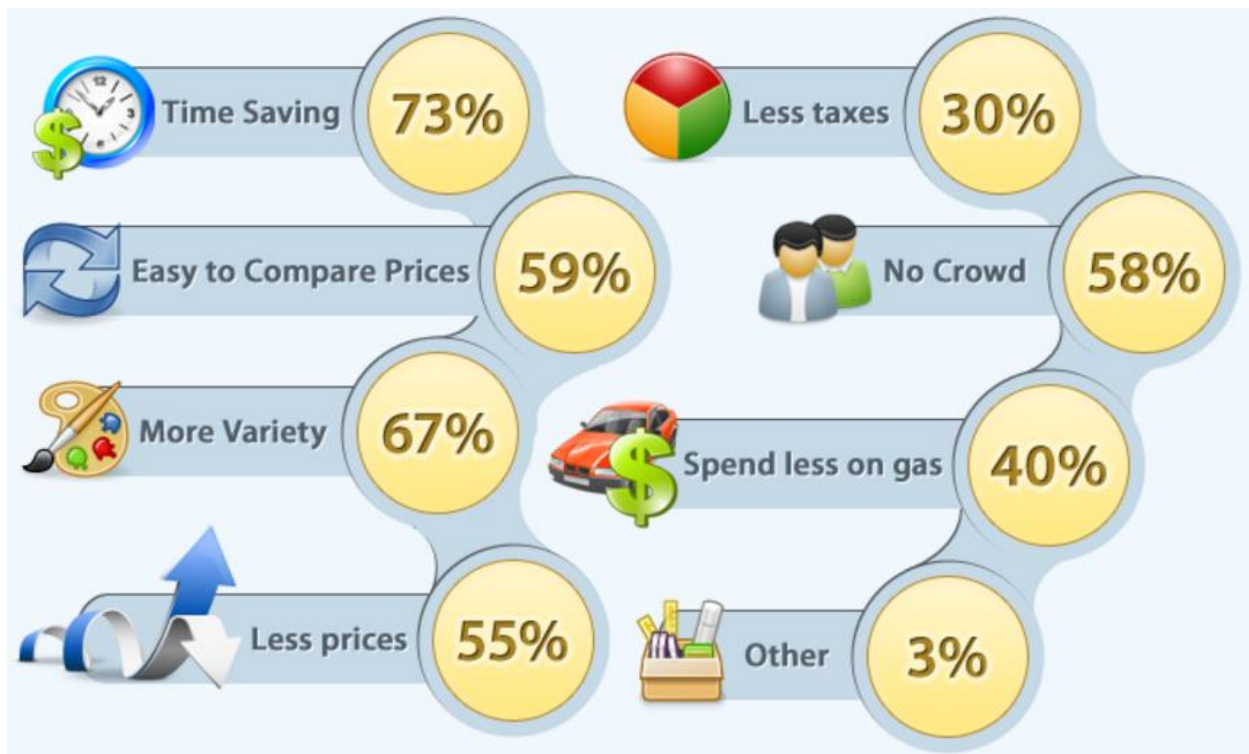 Time Saving 73%
Easy to Compare Prices 59%
More Variety 67%
Less prices 55%
Less taxes 30%
No Crowd 58%
Spend less on gas 40%
Other 3%